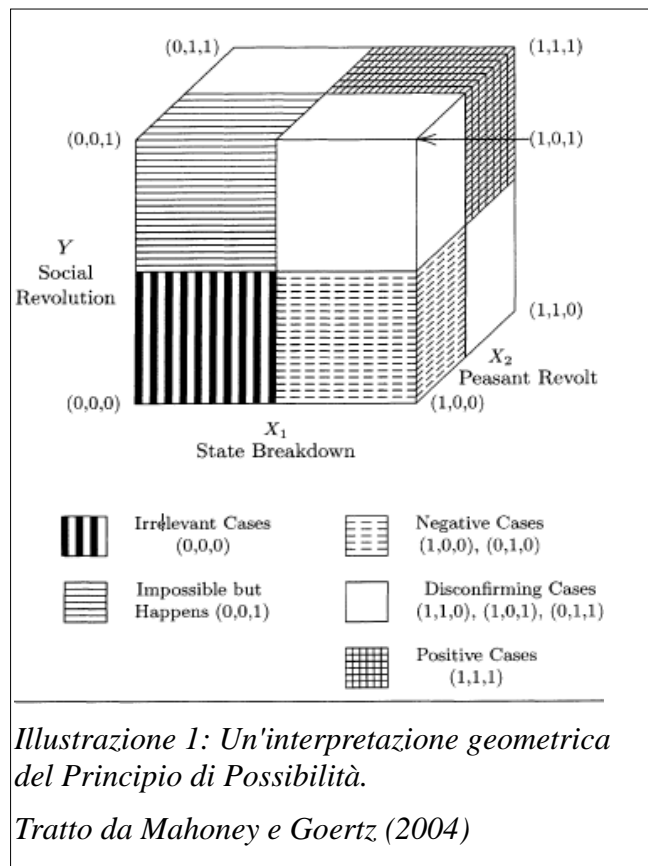 (0,1,1)
(1,1,1)
(0,0,1)
(1,0,1)
Y
Social
Revolution
(1,1,0)
X₂
Peasant Revolt
(0,0,0)
(1,0,0)
X₁
State Breakdown
Irrelevant Cases
(0,0,0)
Negative Cases
(1,0,0), (0,1,0)
Impossible but
Happens (0,0,1)
Disconfirming Cases
(1,1,0), (1,0,1), (0,1,1)
Positive Cases
(1,1,1)
Illustrazione 1: Un'interpretazione geometrica
del Principio di Possibilità.
Tratto da Mahoney e Goertz (2004)